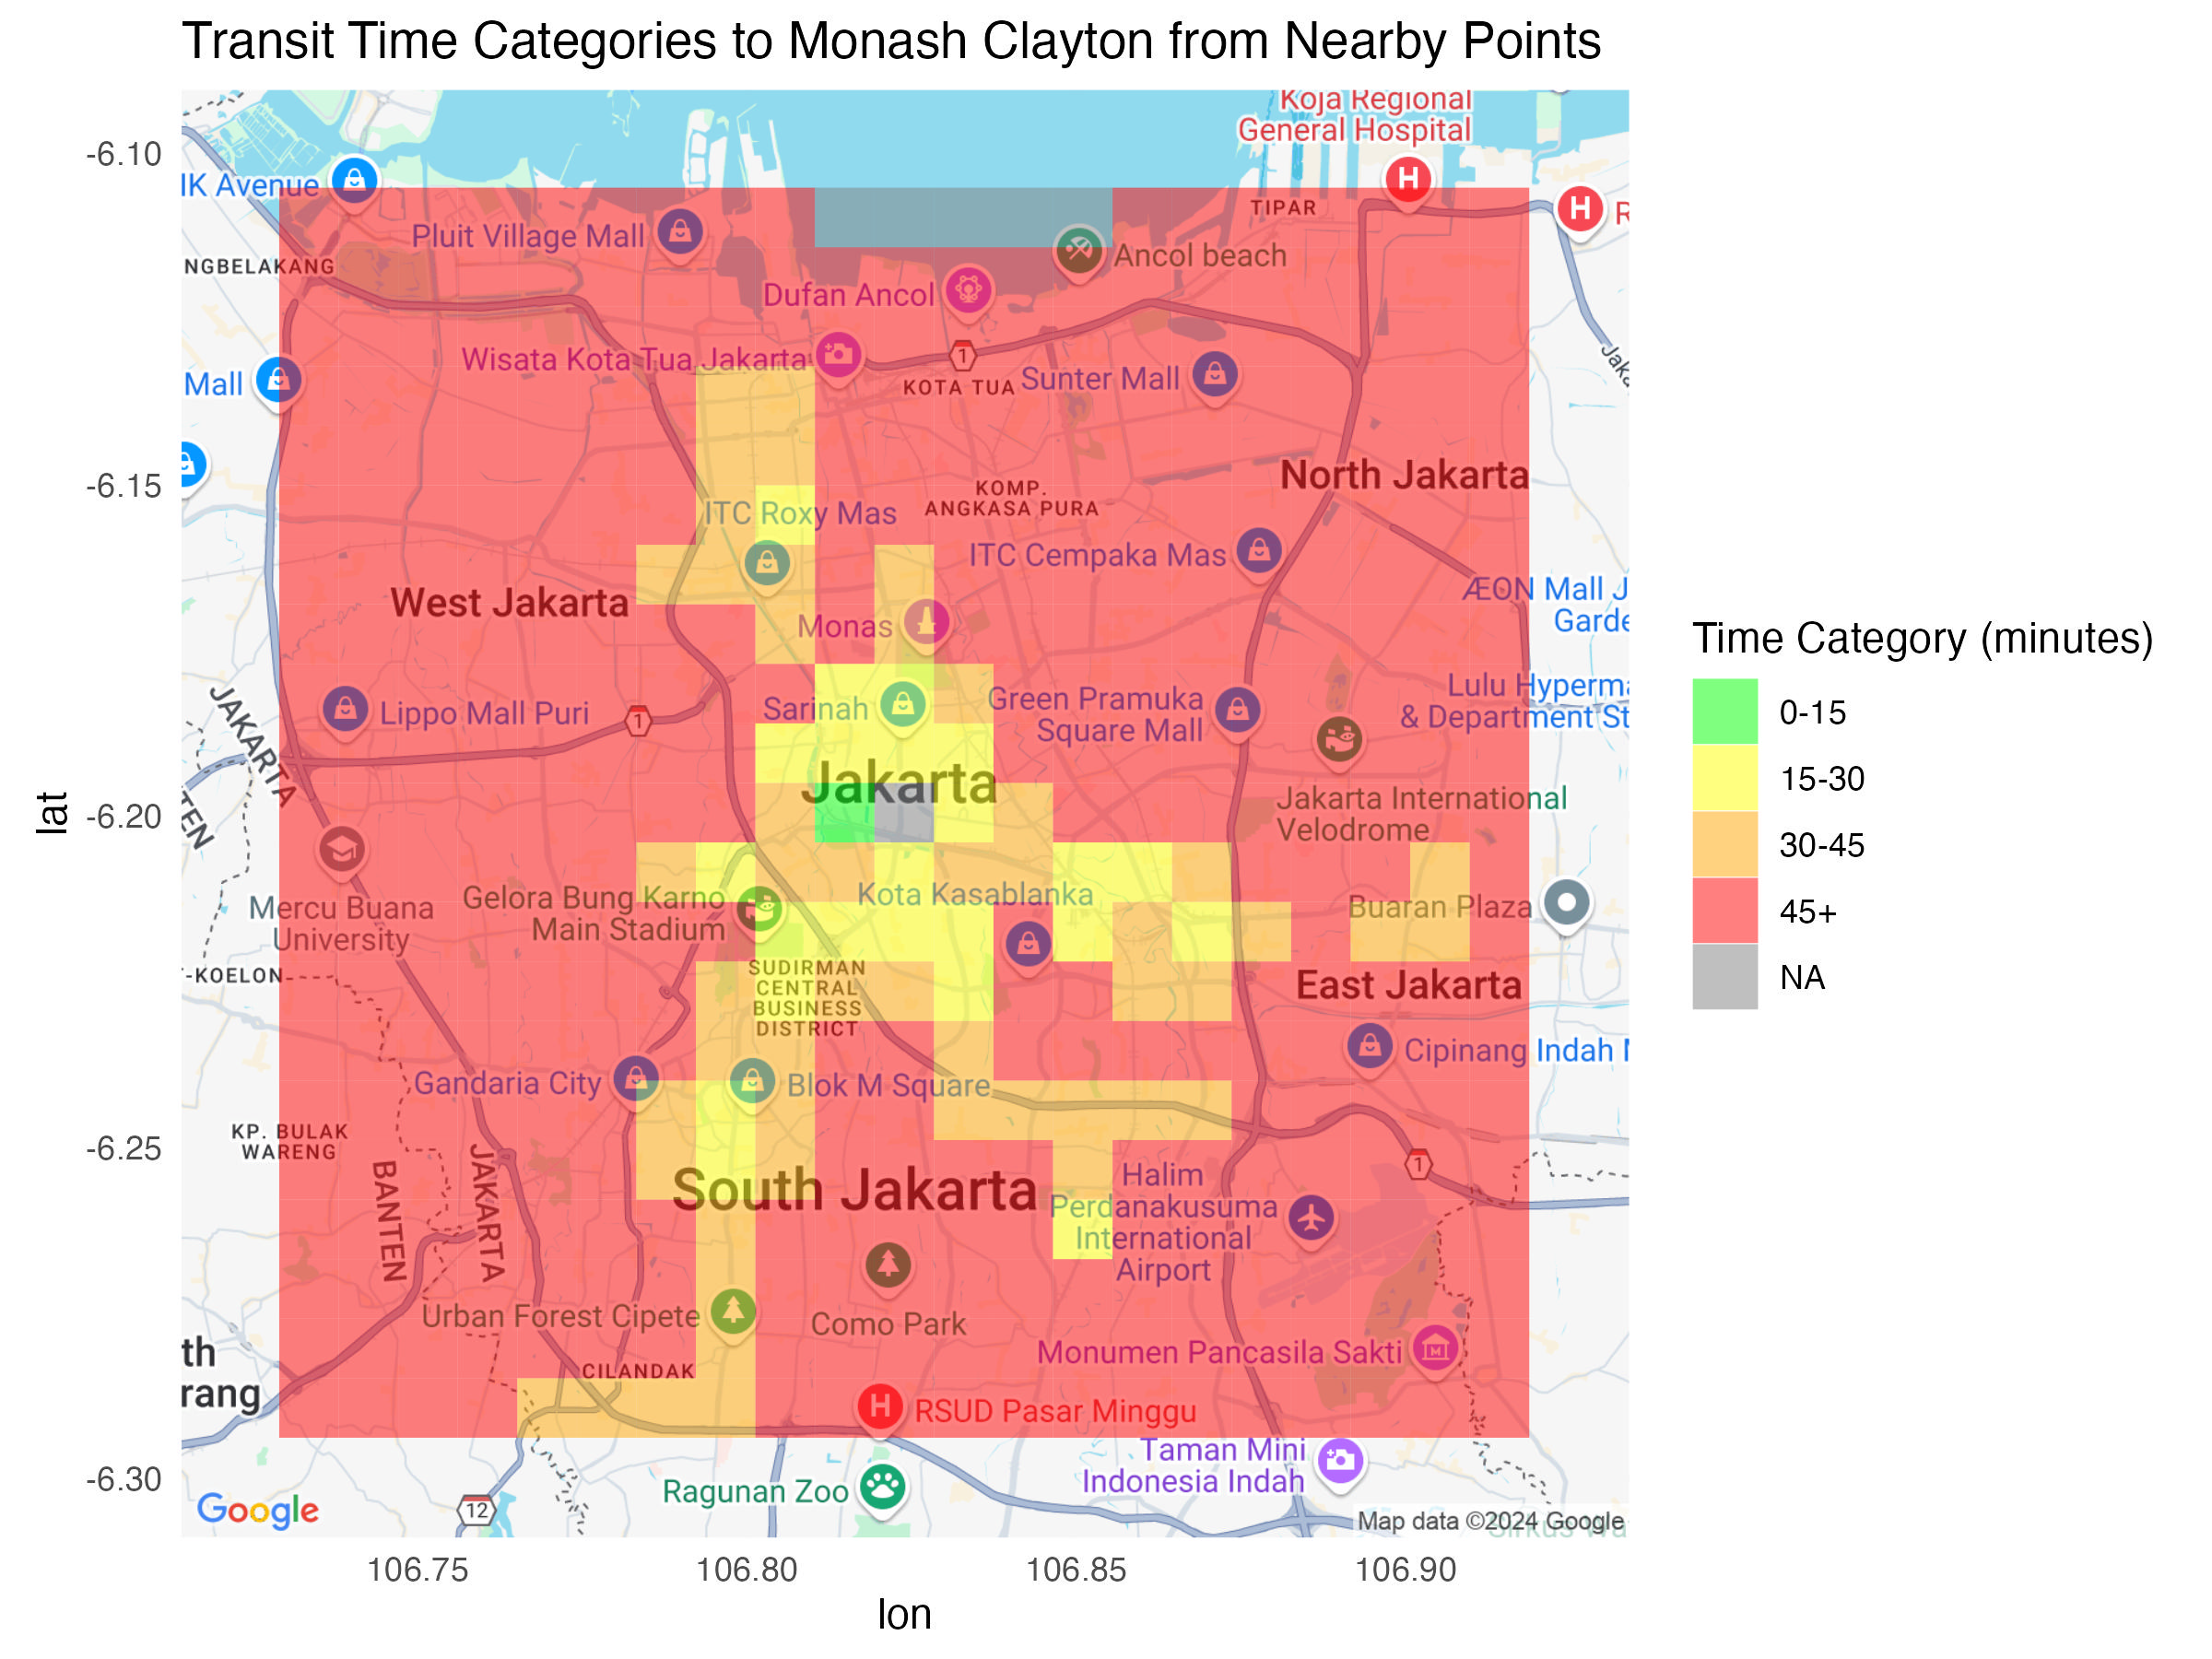 Transit Time Categories to Monash Clayton from Nearby Points
Koja Regional
General Hospital
-6.10
IK Avenue
TIPAR
R
Pluit Village Mall
NGBELAKANG
Ancol beach
Dufan Ancol
Wisata Kota Tua Jakarta
1
KOTA TUA
Sunter Mall
Mall
-6.15
North Jakarta
KOMP.
ANGKASA PURA
ITC Roxy Mas
ITC Cempaka Mas
West Jakarta
ÆON Mall J
Garde
Monas
Time Category (minutes)
JAKARTA
Lippo Mall Puri
1
Sarinah
Green Pramuka
Square Mall
Lulu Hyperma
& Department St
0-15
15-30
30-45
45+
NA
Jakarta
lat
-6.20
TEN
Jakarta International
Velodrome
Mercu Buana
University
Gelora Bung Karno
Main Stadium
Kota Kasablanka
Buaran Plaza
-KOELON
SUDIRMAN
CENTRAL
BUSINESS
DISTRICT
East Jakarta
Cipinang Indah
Gandaria City
Blok M Square
KP. BULAK
WARENG
-6.25
BANTEN
JAKARTA
1
South Jakarta
Halim
Perdanakusuma
International
Airport
Urban Forest Cipete
Como Park
th
rang
CILANDAK
Monumen Pancasila Sakti
RSUD Pasar Minggu
Taman Mini
Indonesia Indah
-6.30
Ragunan Zoo
Google
12
Map data ©2024 Google
106.75
106.80
106.85
106.90
lon